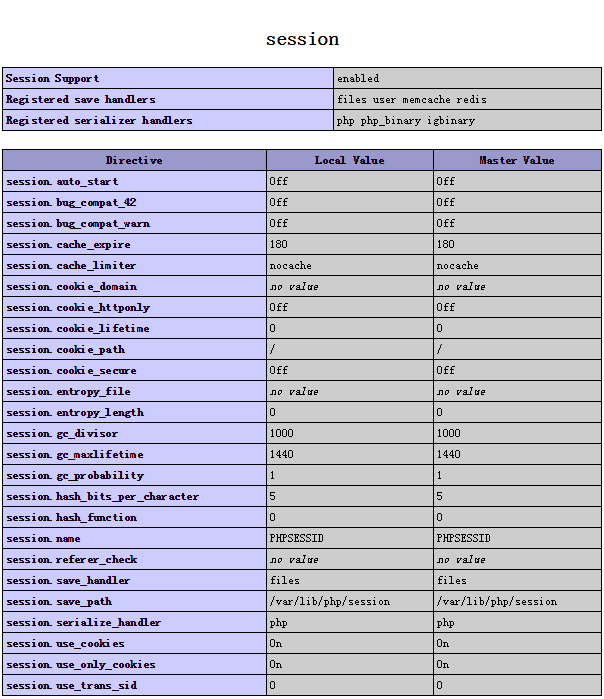 session
Session Support enabled
Registered save handlers files user memcache redis
Registered serializer handlers php php_binary igbinary
Directive Local Value Master Value
session.auto_start Off Off
session.bug_compat_42 Off Off
session.bug_compat_warn Off Off
session.cache_expire 180 180
session.cache_limiter nocache nocache
session.cookie_domain no value no value
session.cookie_httponly Off Off
session.cookie_lifetime 0 0
session.cookie_path / /
session.cookie_secure Off Off
session.entropy_file no value no value
session.entropy_length 0 0
session.gc_divisor 1000 1000
session.gc_maxlifetime 1440 1440
session.gc_probability 1 1
session.hash_bits_per_character 5 5
session.hash_function 0 0
session.name PHPSESSID PHPSESSID
session.referer_check no value no value
session.save_handler files files
session.save_path /var/lib/php/session /var/lib/php/session
session.serialize_handler php php
session.use_cookies On On
session.use_only_cookies On On
session.use_trans_sid 0 0